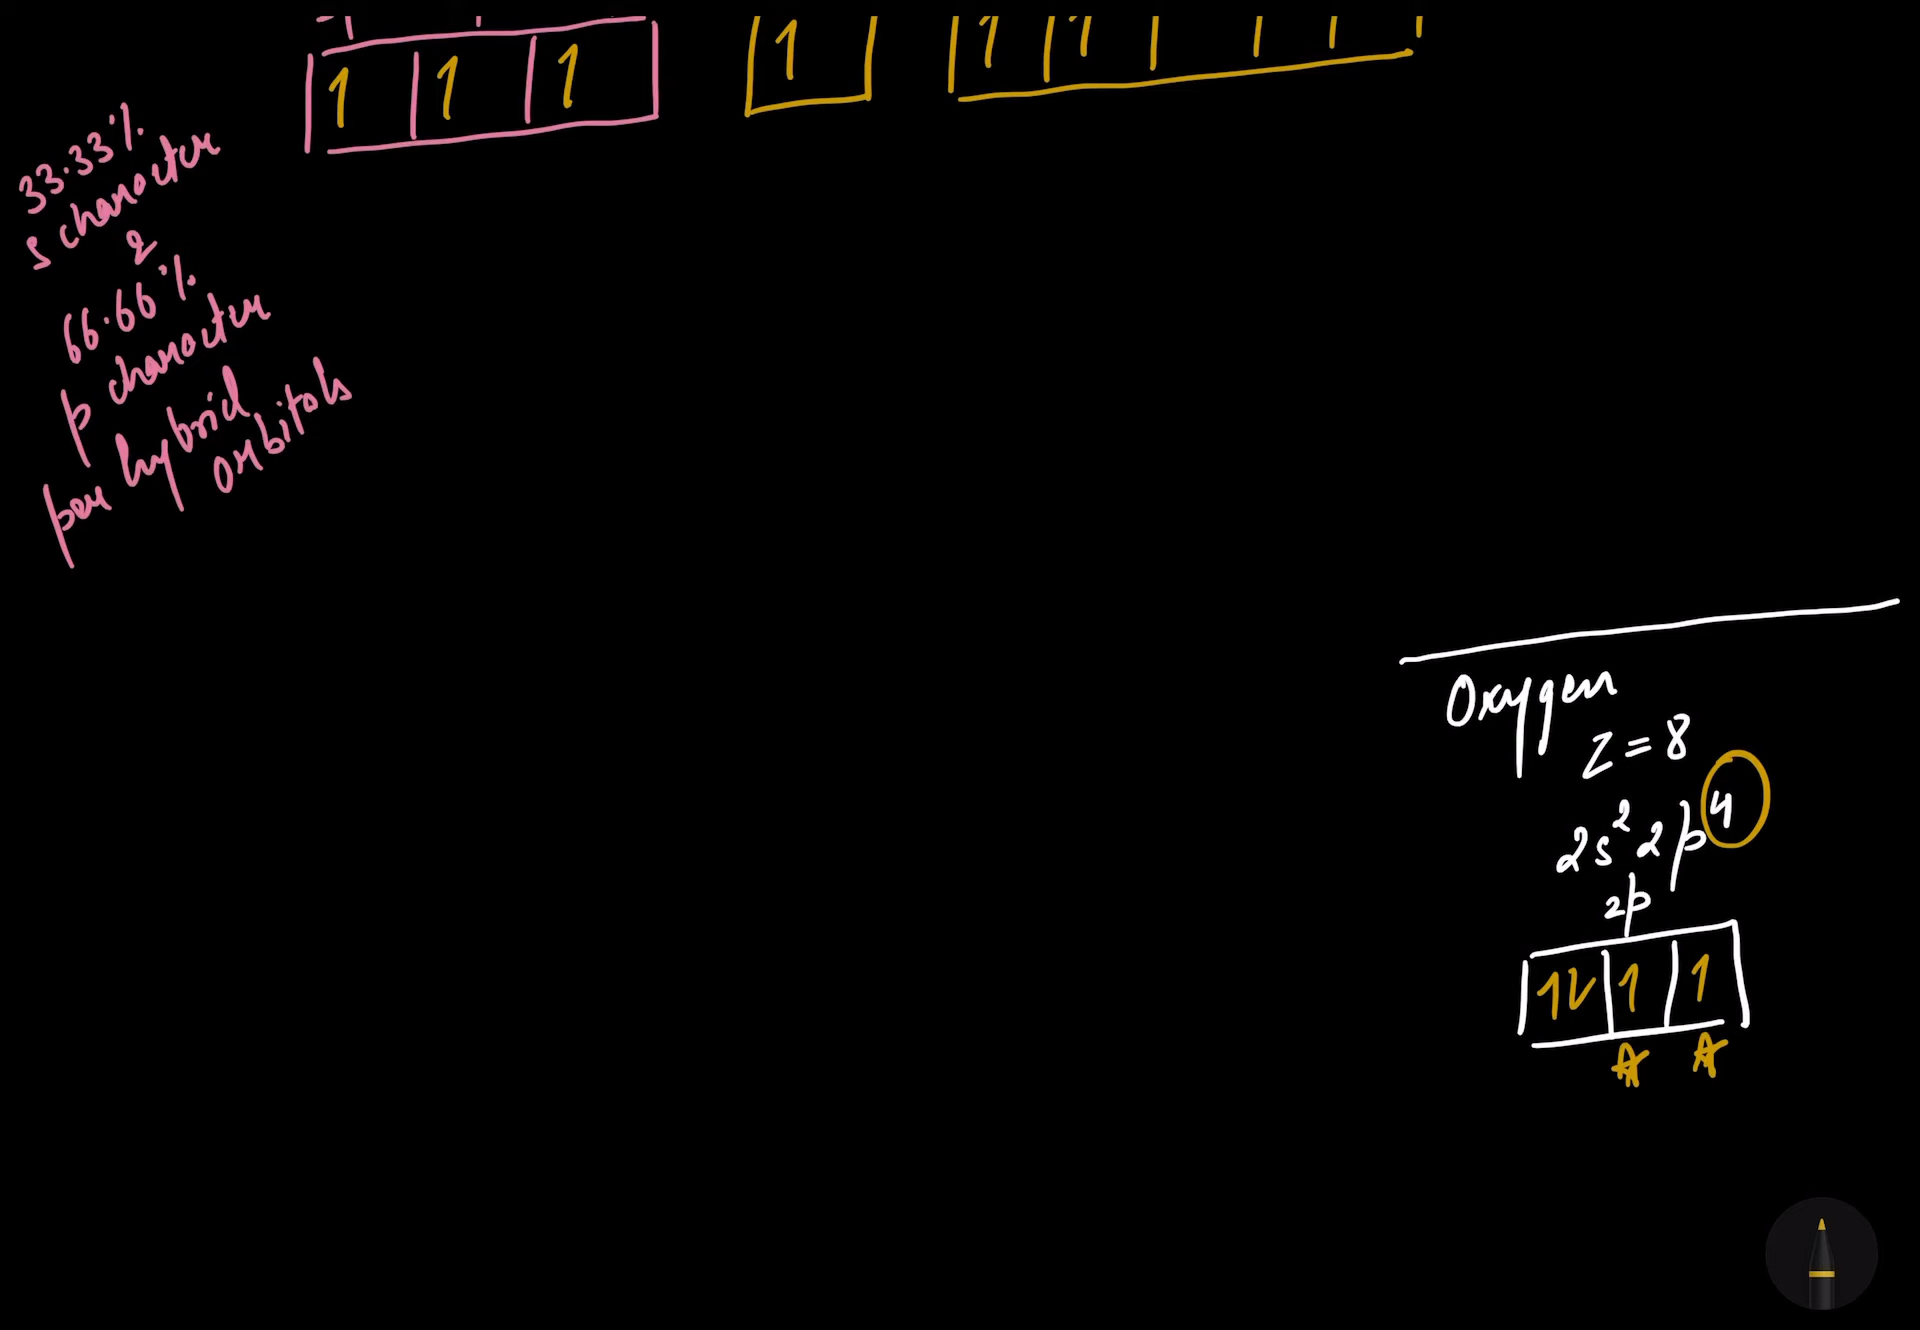 1 1 1 1 1 1
33.33%
s character
&
66.66%
p character
per hybrid
orbitals
Oxygen
Z = 8
2s² 2p⁴
2p
1L 1 1